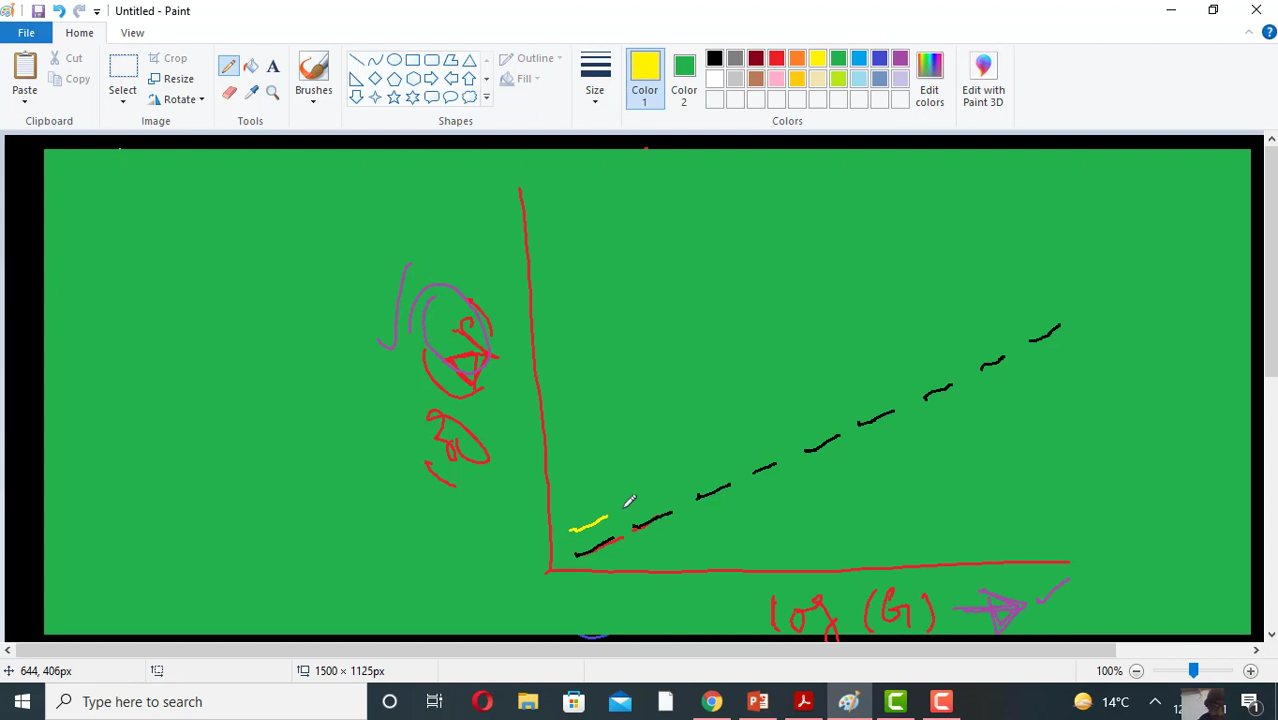 Untitled - Paint
File
Home
View
Paste
Cut
Copy
Clipboard
Select
Crop
Resize
Rotate
Image
Tools
Brushes
Shapes
Outline
Fill
Size
Color
1
Color
2
Edit
colors
Colors
Edit with
Paint 3D
log (G)
644, 406px
1500 × 1125px
100%
Type here to search
14°C
12
1